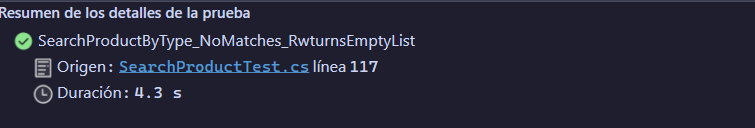 Resumen de los detalles de la prueba
SearchProductByType_NoMatches_RwturnsEmptyList
Origen: SearchProductTest.cs línea 117
Duración: 4.3 s